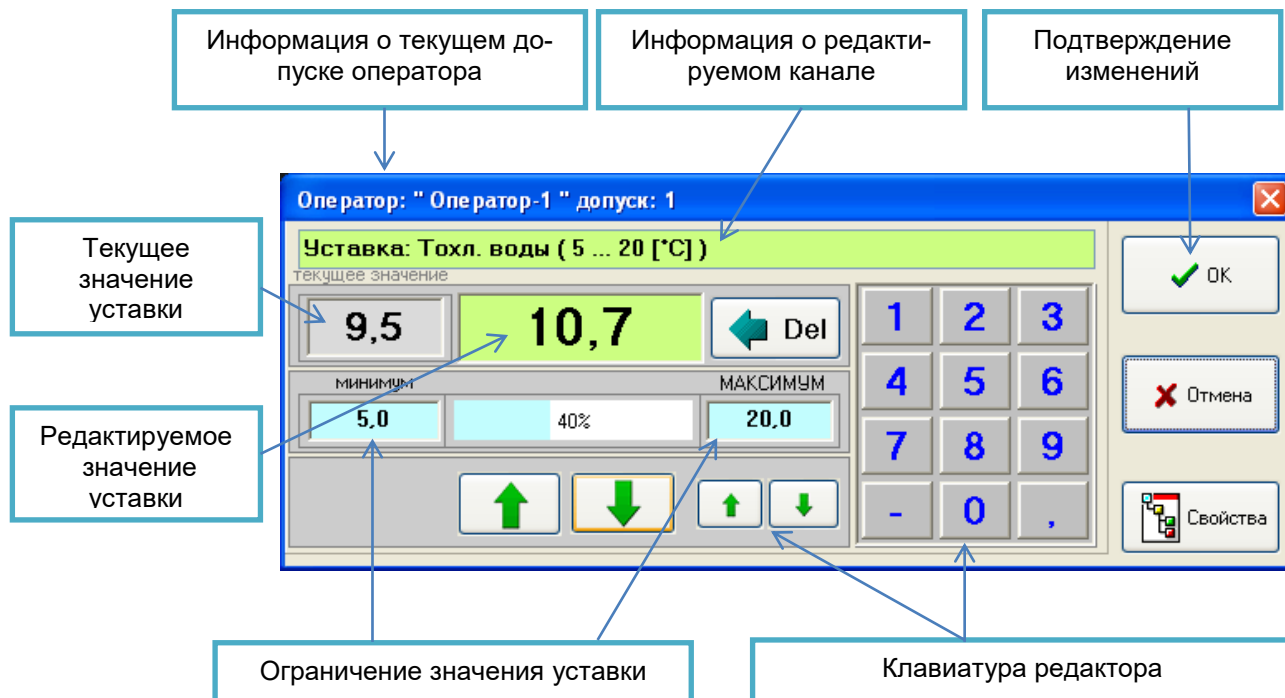 Информация о текущем до-
пуске оператора
Информация о редакти-
руемом канале
Подтверждение
изменений
Оператор: " Оператор-1 " допуск: 1
Текущее
значение
уставки
Уставка: Тохл. воды ( 5 ... 20 [°C] )
текущее значение
9,5
10,7
Del
1 2 3
OK
минимум
МАКСИМУМ
4 5 6
Отмена
5,0
40%
20,0
7 8 9
Редактируемое
значение
уставки
- 0 ,
Свойства
Ограничение значения уставки
Клавиатура редактора